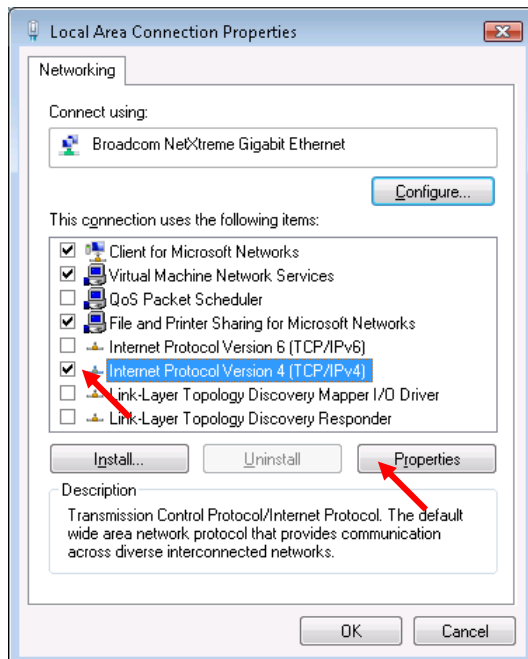 Local Area Connection Properties
Networking
Connect using:
Broadcom NetXtreme Gigabit Ethernet
Configure...
This connection uses the following items:
Client for Microsoft Networks
Virtual Machine Network Services
QoS Packet Scheduler
File and Printer Sharing for Microsoft Networks
Internet Protocol Version 6 (TCP/IPv6)
Internet Protocol Version 4 (TCP/IPv4)
Link-Layer Topology Discovery Mapper I/O Driver
Link-Layer Topology Discovery Responder
Install... Uninstall Properties
Description
Transmission Control Protocol/Internet Protocol. The default
wide area network protocol that provides communication
across diverse interconnected networks.
OK Cancel